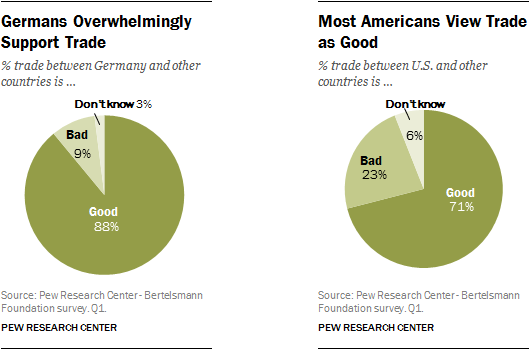 Germans Overwhelmingly
Support Trade
% trade between Germany and other
countries is ...
Don't know 3%
Bad
9%
Good
88%
Source: Pew Research Center - Bertelsmann
Foundation survey. Q1.
PEW RESEARCH CENTER
Most Americans View Trade
as Good
% trade between U.S. and other
countries is ...
Don't know
6%
Bad
23%
Good
71%
Source: Pew Research Center - Bertelsmann
Foundation survey. Q1.
PEW RESEARCH CENTER